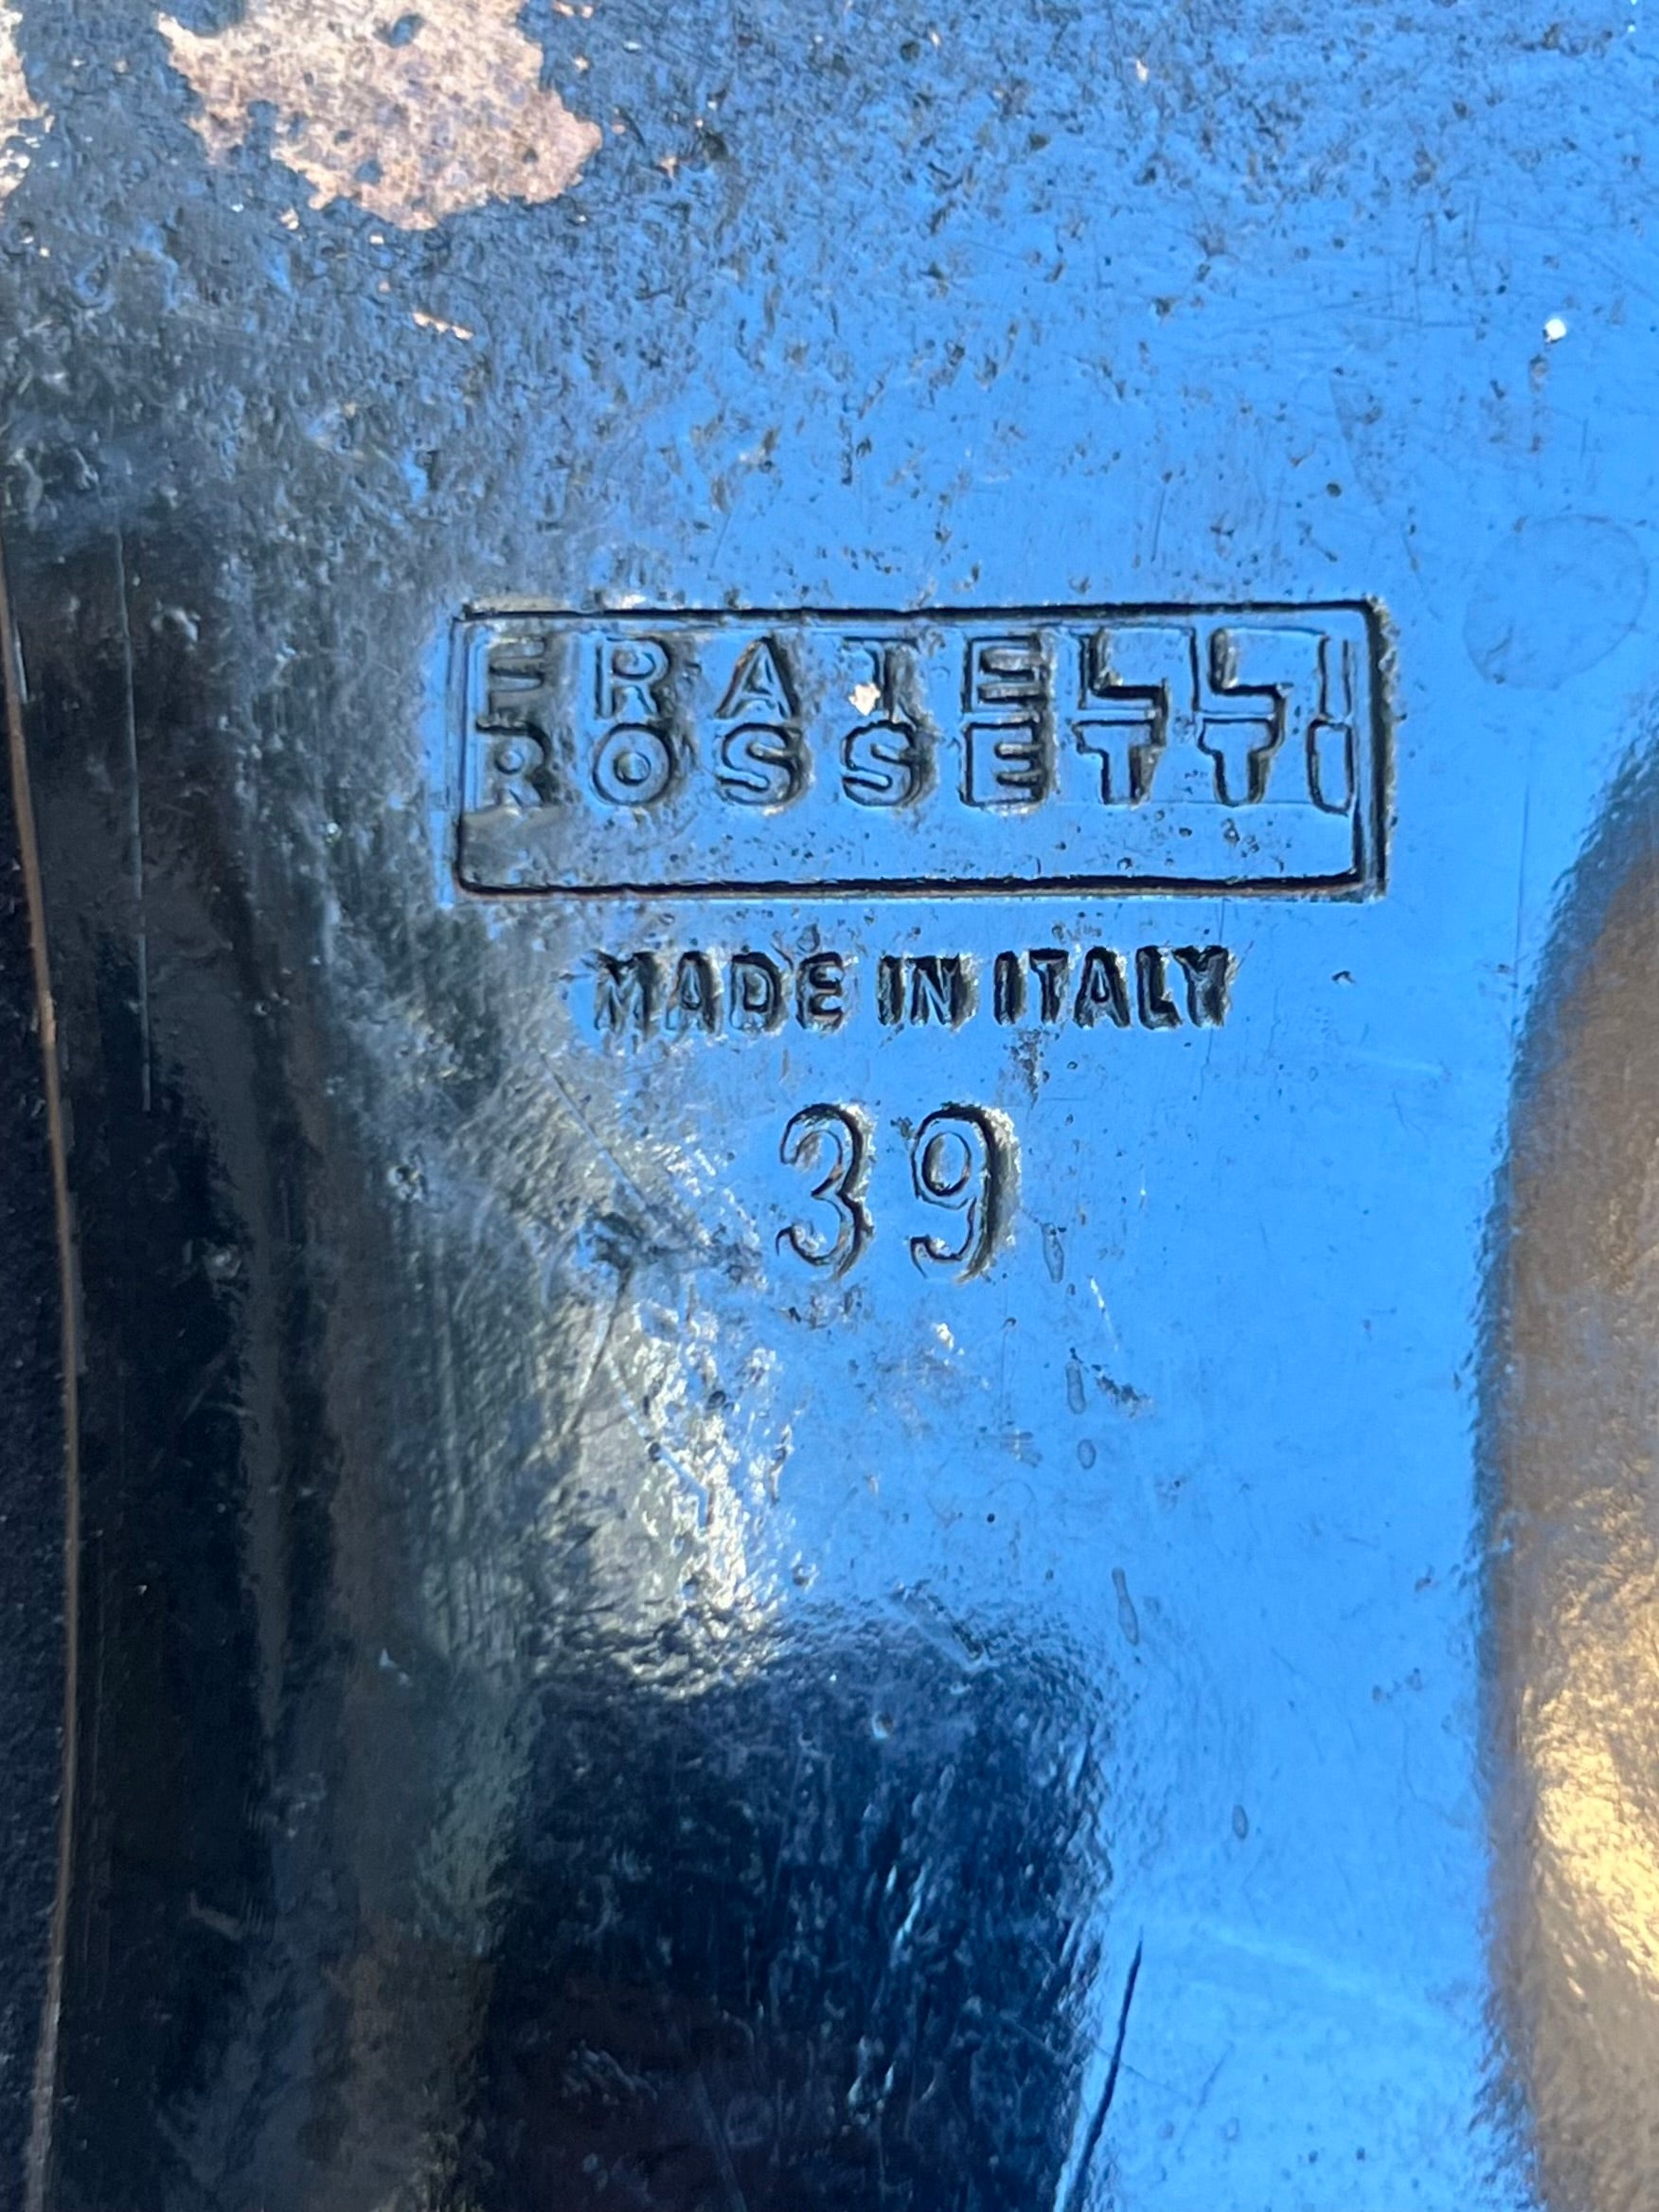 FRATELLI
ROSSETTI
MADE IN ITALY
39